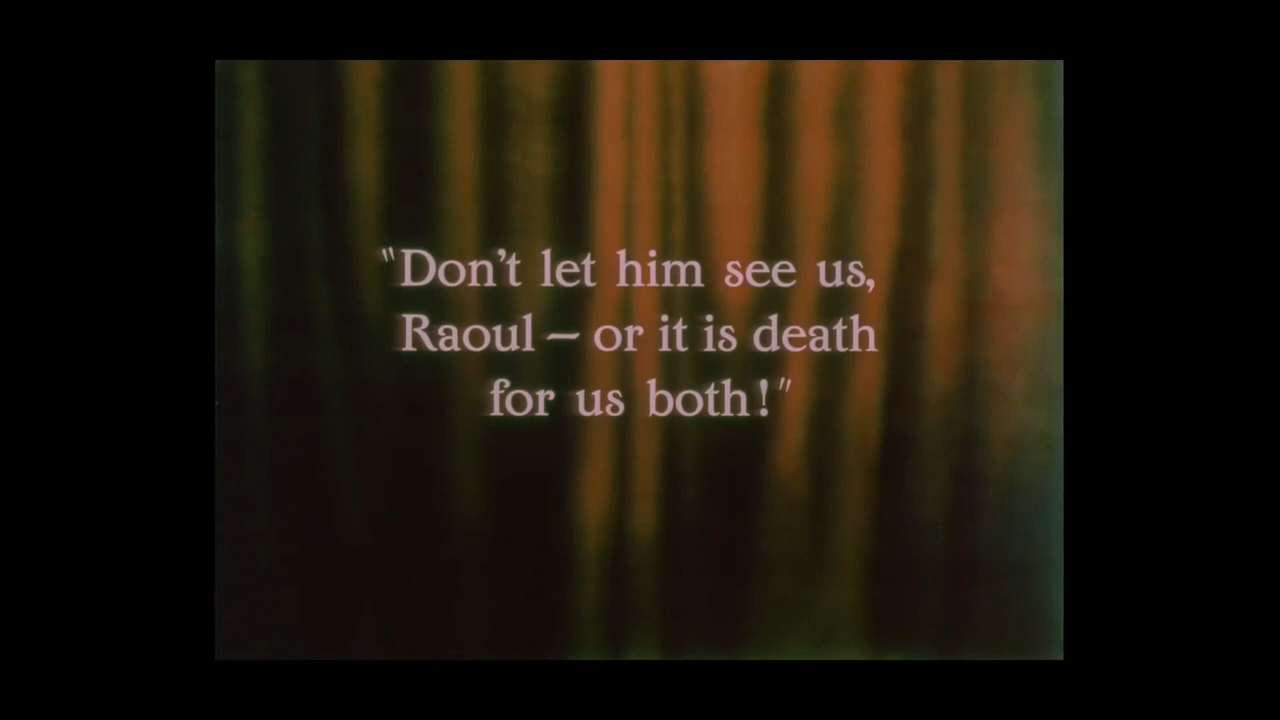 "Don't let him see us,
Raoul — or it is death
for us both!"